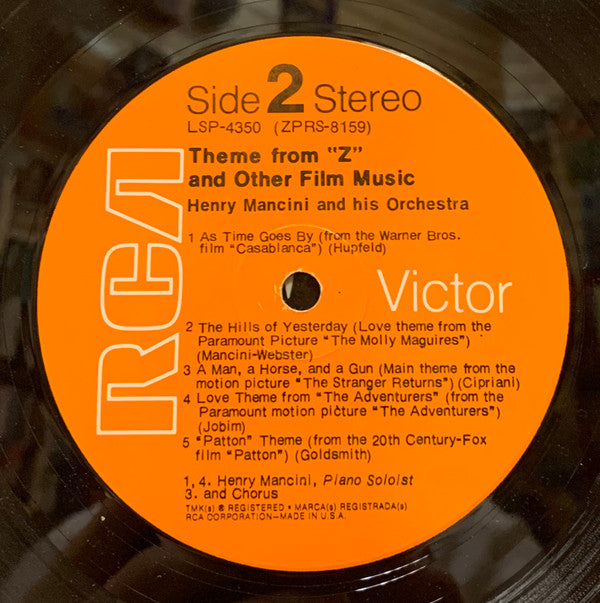 Side 2 Stereo
LSP-4350 (ZPRS-8159)
Theme from "Z"
and Other Film Music
Henry Mancini and his Orchestra
1 As Time Goes By (from the Warner Bros.
film "Casablanca") (Hupfeld)
RCA
Victor
2 The Hills of Yesterday (Love theme from the
Paramount Picture "The Molly Maguires")
(Mancini-Webster)
3 A Man, a Horse, and a Gun (Main theme from the
motion picture "The Stranger Returns") (Cipriani)
4 Love Theme from "The Adventurers" (from the
Paramount motion picture "The Adventurers")
(Jobim)
5 "Patton" Theme (from the 20th Century-Fox
film "Patton") (Goldsmith)
1, 4. Henry Mancini, Piano Soloist
3. and Chorus
TMK(s) ® REGISTERED • MARCA(s) REGISTRADA(s)
RCA CORPORATION—MADE IN U.S.A.